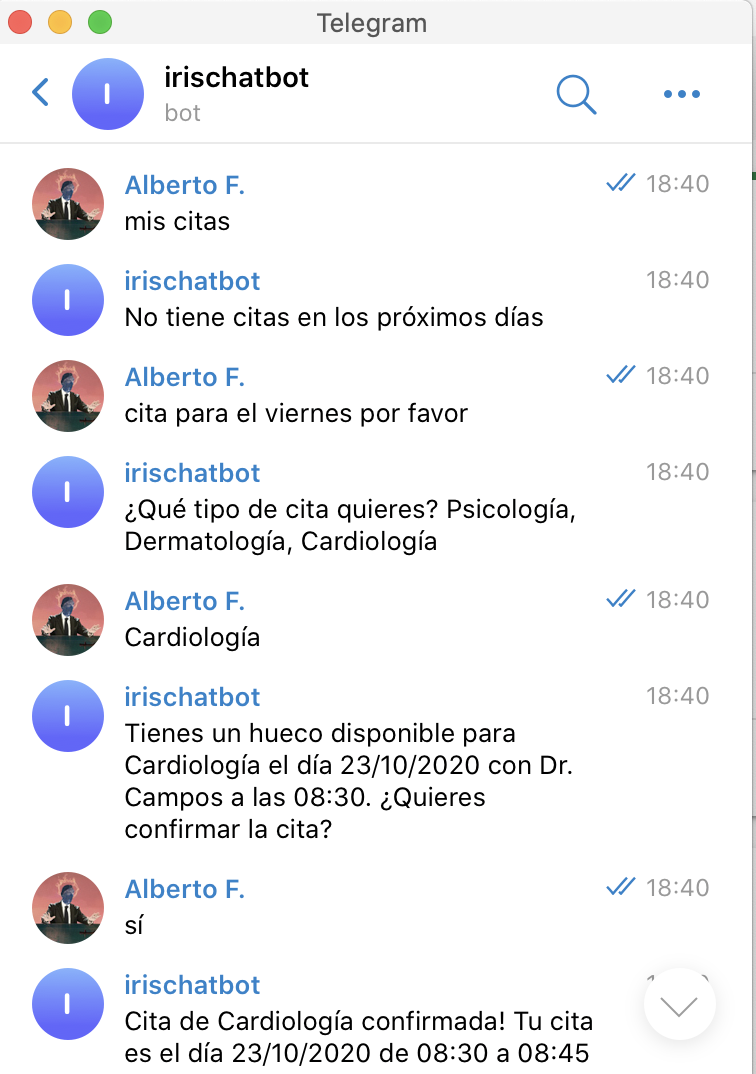 Telegram
I
irischatbot
bot
Alberto F.
18:40
mis citas
I
irischatbot
18:40
No tiene citas en los próximos días
Alberto F.
18:40
cita para el viernes por favor
I
irischatbot
18:40
¿Qué tipo de cita quieres? Psicología,
Dermatología, Cardiología
Alberto F.
18:40
Cardiología
I
irischatbot
18:40
Tienes un hueco disponible para
Cardiología el día 23/10/2020 con Dr.
Campos a las 08:30. ¿Quieres
confirmar la cita?
Alberto F.
18:40
sí
I
irischatbot
Cita de Cardiología confirmada! Tu cita
es el día 23/10/2020 de 08:30 a 08:45